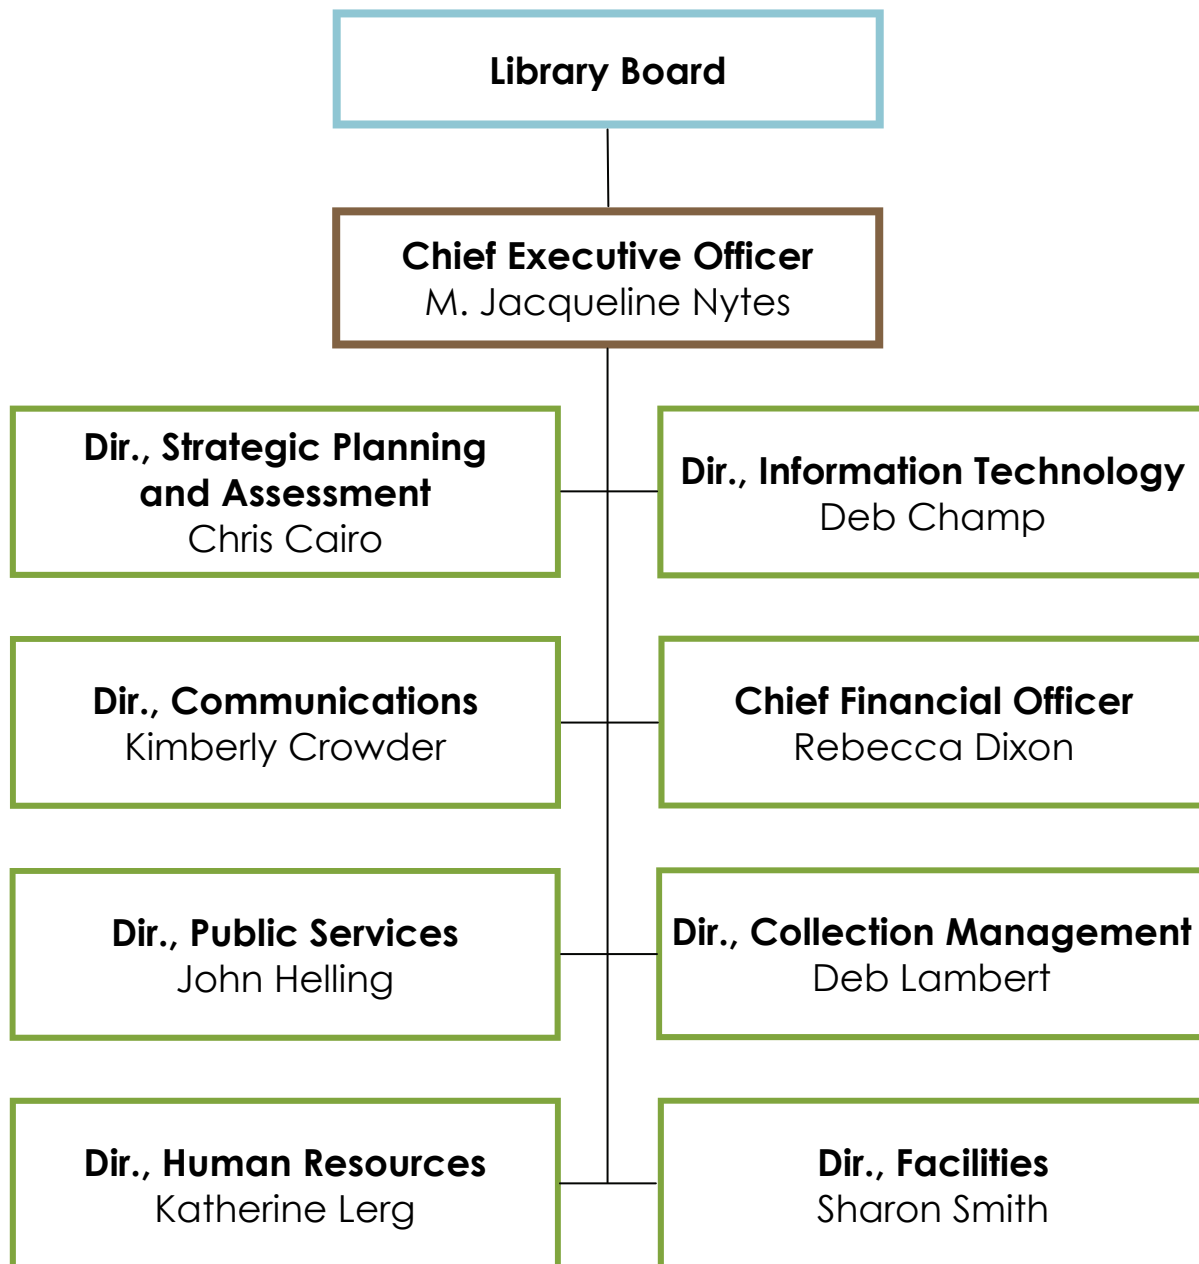 Library Board
Chief Executive Officer
M. Jacqueline Nytes
Dir., Strategic Planning
and Assessment
Chris Cairo
Dir., Information Technology
Deb Champ
Dir., Communications
Kimberly Crowder
Chief Financial Officer
Rebecca Dixon
Dir., Public Services
John Helling
Dir., Collection Management
Deb Lambert
Dir., Human Resources
Katherine Lerg
Dir., Facilities
Sharon Smith